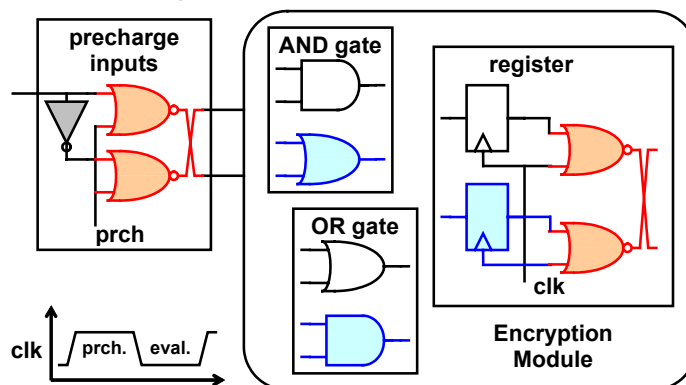 precharge
inputs
prch
AND gate
OR gate
register
clk
Encryption
Module
clk
prch.
eval.